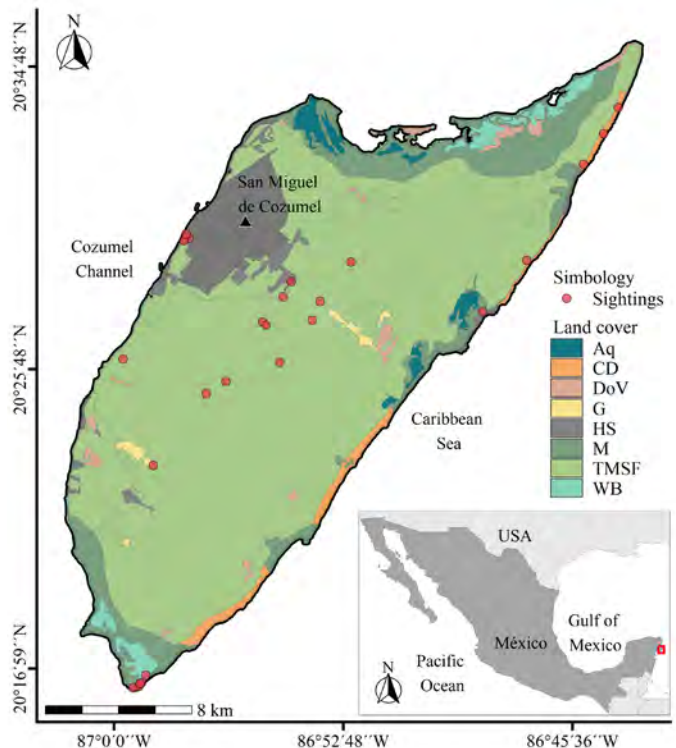 N
20°34´48´´N
San Miguel
de Cozumel
Cozumel
Channel
Simbology
Sightings
Land cover
Aq
CD
DoV
G
HS
M
TMSF
WB
20°25´48´´N
Caribbean
Sea
USA
Gulf of
Mexico
México
Pacific
Ocean
N
20°16´59´´N
8 km
87°0´0´´W
86°52´48´´W
86°45´36´´W